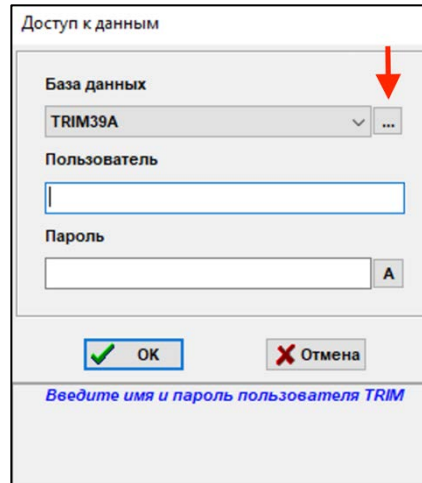 Доступ к данным
База данных
TRIM39A ...
Пользователь
Пароль
A
OK Отмена
Введите имя и пароль пользователя TRIM